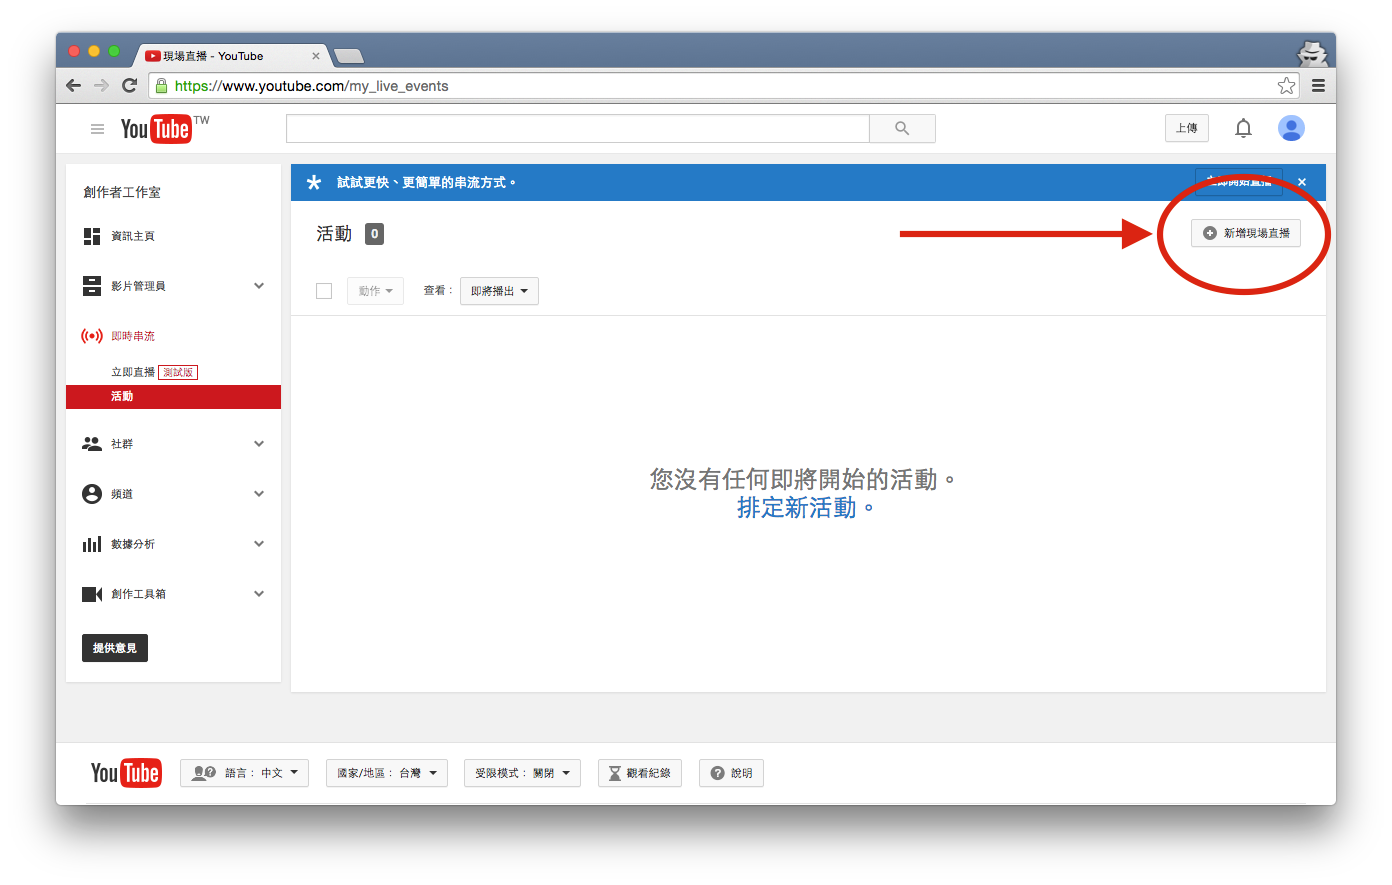 現場直播 - YouTube
https://www.youtube.com/my_live_events
YouTube TW
上傳
創作者工作室
資訊主頁
影片管理員
即時串流
立即直播 測試版
活動
社群
頻道
數據分析
創作工具箱
提供意見
試試更快、更簡單的串流方式。
立即開始直播
活動 0
新增現場直播
動作
查看：
即將播出
您沒有任何即將開始的活動。
排定新活動。
YouTube
語言： 中文
國家/地區： 台灣
受限模式： 關閉
觀看紀錄
說明